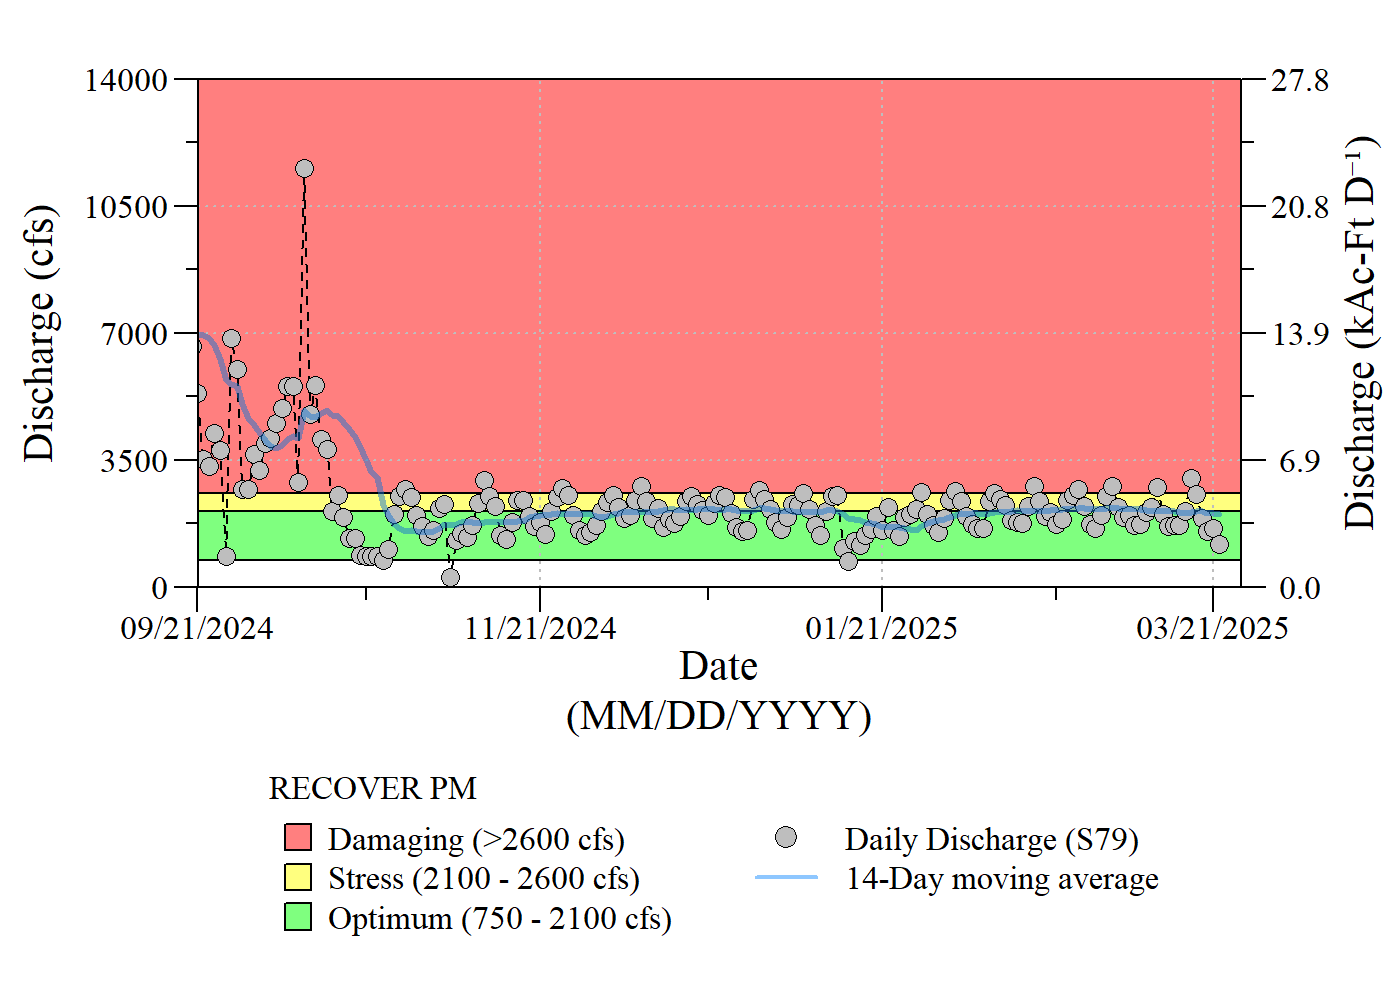 14000
10500
7000
3500
0
Discharge (cfs)
27.8
20.8
13.9
6.9
0.0
Discharge (kAc-Ft D⁻¹)
09/21/2024
11/21/2024
01/21/2025
03/21/2025
Date
(MM/DD/YYYY)
RECOVER PM
Damaging (>2600 cfs)
Stress (2100 - 2600 cfs)
Optimum (750 - 2100 cfs)
Daily Discharge (S79)
14-Day moving average